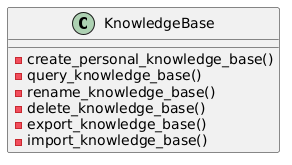 C KnowledgeBase
create_personal_knowledge_base()
query_knowledge_base()
rename_knowledge_base()
delete_knowledge_base()
export_knowledge_base()
import_knowledge_base()